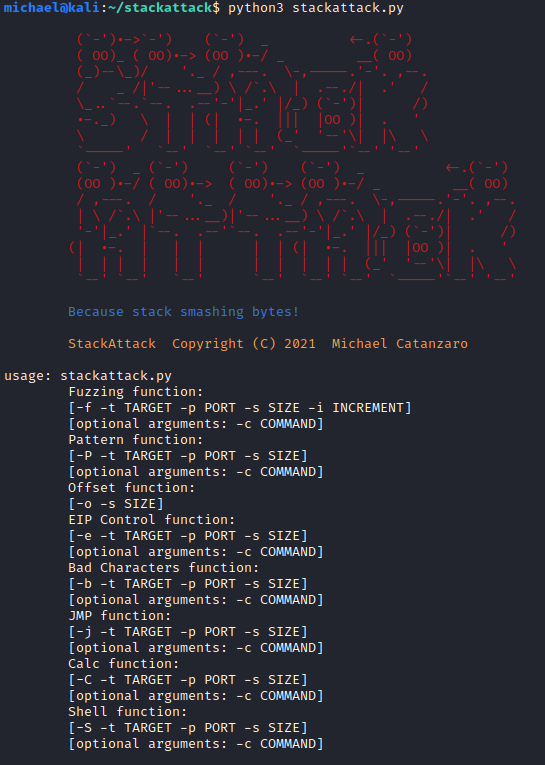 michael@kali:~/stackattack$ python3 stackattack.py
STACK
ATTACK
Because stack smashing bytes!
StackAttack  Copyright (C) 2021  Michael Catanzaro
usage: stackattack.py
Fuzzing function:
[-f -t TARGET -p PORT -s SIZE -i INCREMENT]
[optional arguments: -c COMMAND]
Pattern function:
[-P -t TARGET -p PORT -s SIZE]
[optional arguments: -c COMMAND]
Offset function:
[-o -s SIZE]
EIP Control function:
[-e -t TARGET -p PORT -s SIZE]
[optional arguments: -c COMMAND]
Bad Characters function:
[-b -t TARGET -p PORT -s SIZE]
[optional arguments: -c COMMAND]
JMP function:
[-j -t TARGET -p PORT -s SIZE]
[optional arguments: -c COMMAND]
Calc function:
[-C -t TARGET -p PORT -s SIZE]
[optional arguments: -c COMMAND]
Shell function:
[-S -t TARGET -p PORT -s SIZE]
[optional arguments: -c COMMAND]